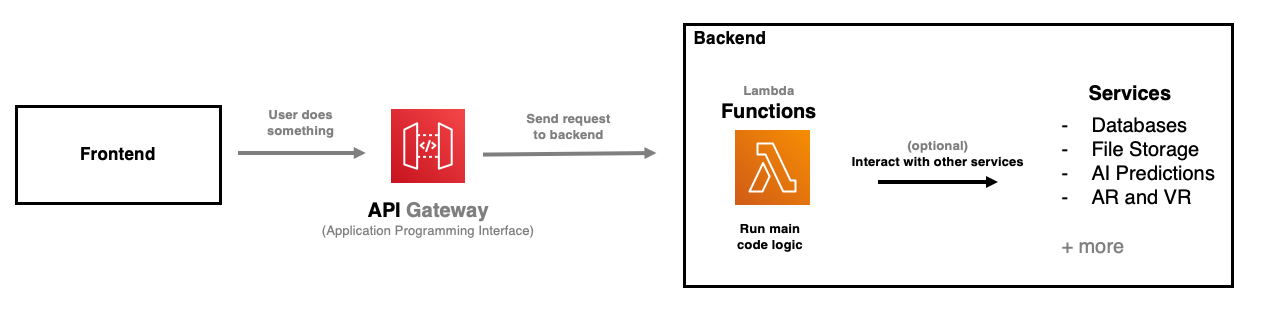 Frontend
User does
something
</>
API Gateway
(Application Programming Interface)
Send request
to backend
Backend
Lambda
Functions
Run main
code logic
(optional)
Interact with other services
Services
- Databases
- File Storage
- AI Predictions
- AR and VR
+ more